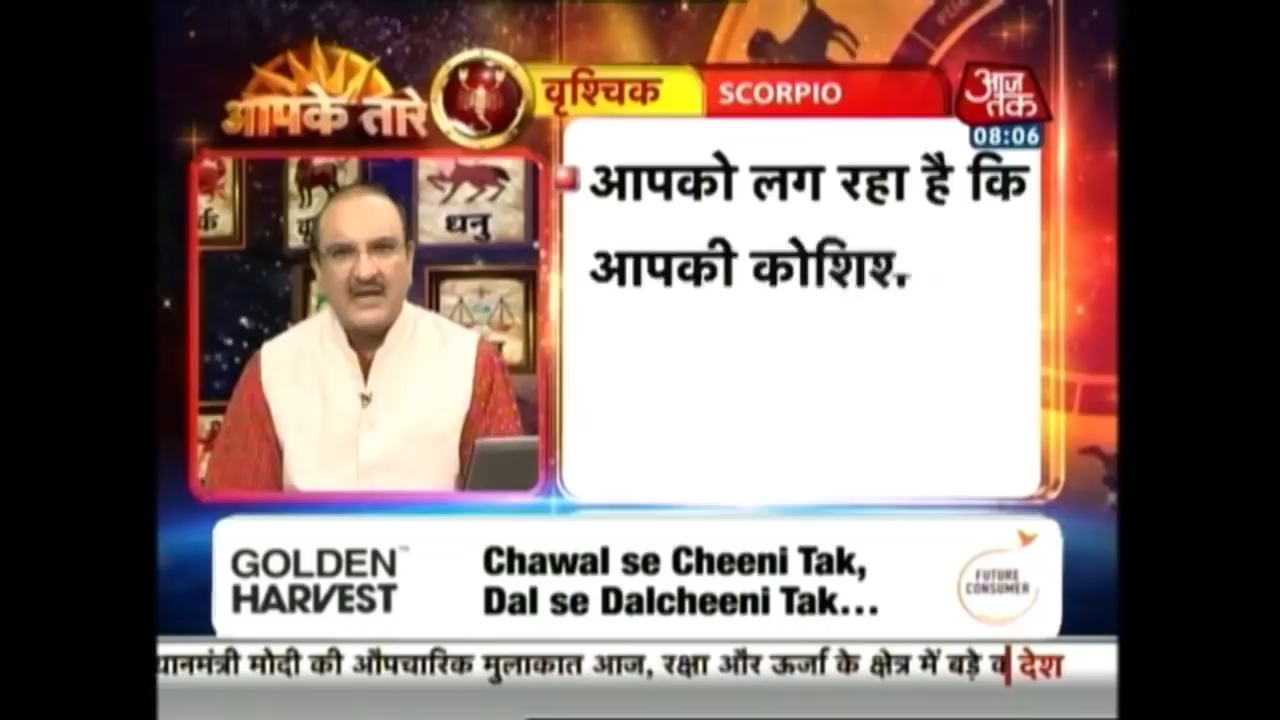 आपके तारे
वृश्चिक
SCORPIO
आज
तक
08:06
धनु
आपको लग रहा है कि
आपकी कोशिश
GOLDEN
HARVEST™
Chawal se Cheeni Tak,
Dal se Dalcheeni Tak...
FUTURE
CONSUMER
मोदी की औपचारिक मुलाकात आज, रक्षा और ऊर्जा के क्षेत्र में बड़े
देश